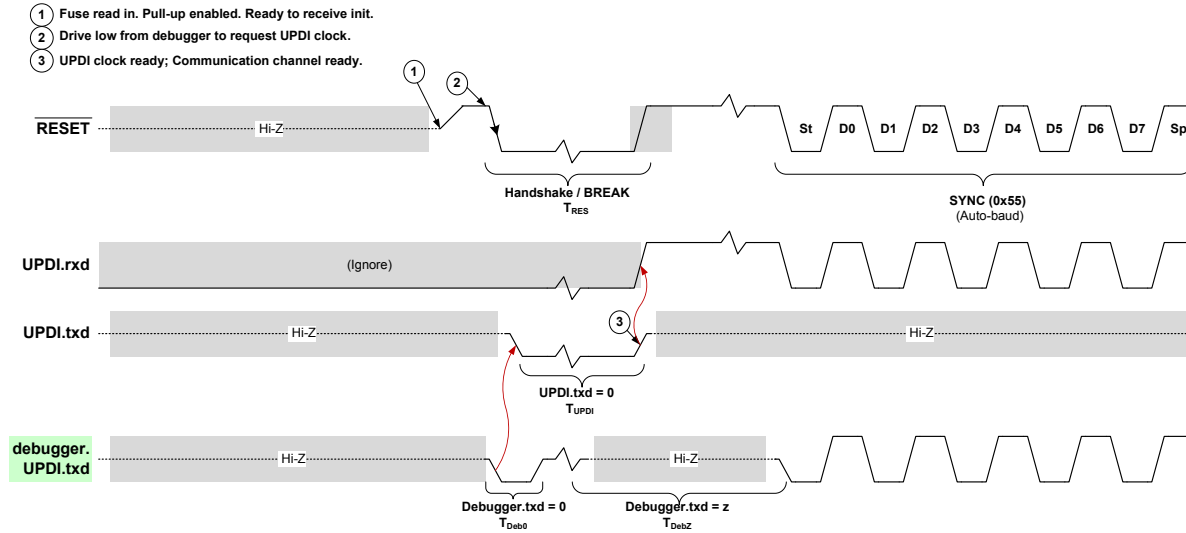 1 Fuse read in. Pull-up enabled. Ready to receive init.
2 Drive low from debugger to request UPDI clock.
3 UPDI clock ready; Communication channel ready.
1
2
RESET
Hi-Z
St D0 D1 D2 D3 D4 D5 D6 D7 Sp
Handshake / BREAK
TRES
SYNC (0x55)
(Auto-baud)
UPDI.rxd
(Ignore)
UPDI.txd
Hi-Z
3
Hi-Z
UPDI.txd = 0
TUPDI
debugger.
UPDI.txd
Hi-Z
Hi-Z
Debugger.txd = 0
TDeb0
Debugger.txd = z
TDebZ